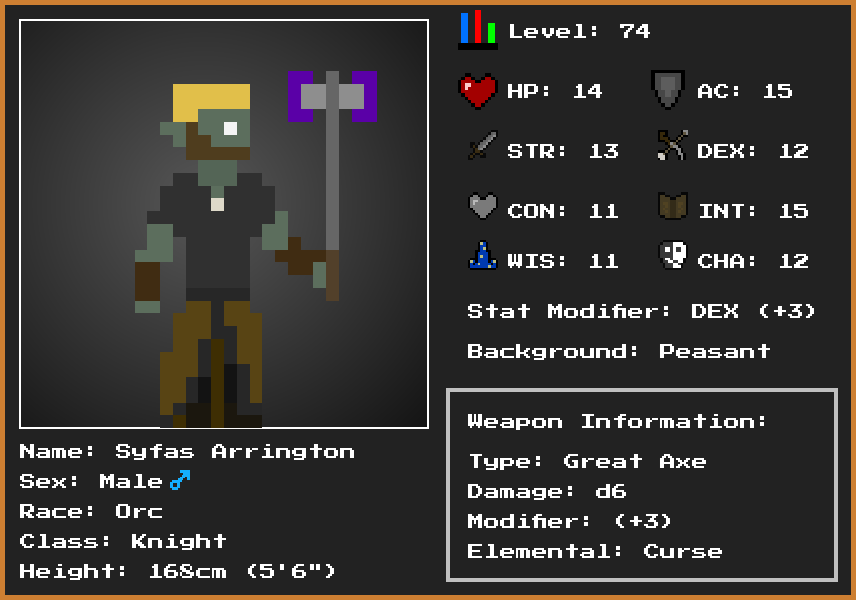 Level: 74
HP: 14
AC: 15
STR: 13
DEX: 12
CON: 11
INT: 15
WIS: 11
CHA: 12
Stat Modifier: DEX (+3)
Background: Peasant
Weapon Information:
Type: Great Axe
Damage: d6
Modifier: (+3)
Elemental: Curse
Name: Syfas Arrington
Sex: Male ♂
Race: Orc
Class: Knight
Height: 168cm (5'6")